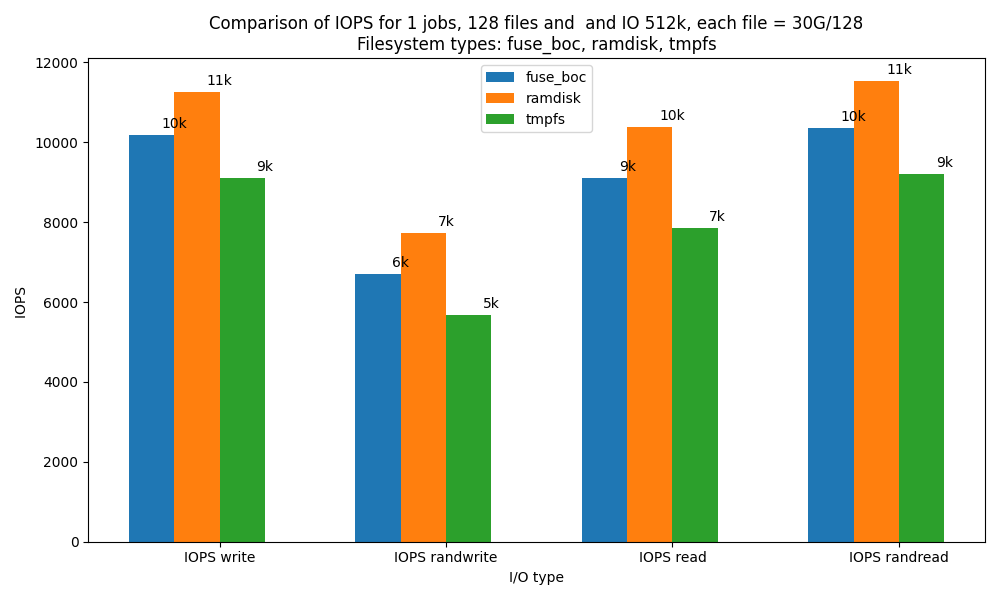 Comparison of IOPS for 1 jobs, 128 files and  and IO 512k, each file = 30G/128
Filesystem types: fuse_boc, ramdisk, tmpfs
fuse_boc
ramdisk
tmpfs
IOPS
12000
10000
8000
6000
4000
2000
0
10k
11k
9k
6k
7k
5k
9k
10k
7k
10k
11k
9k
IOPS write
IOPS randwrite
IOPS read
IOPS randread
I/O type